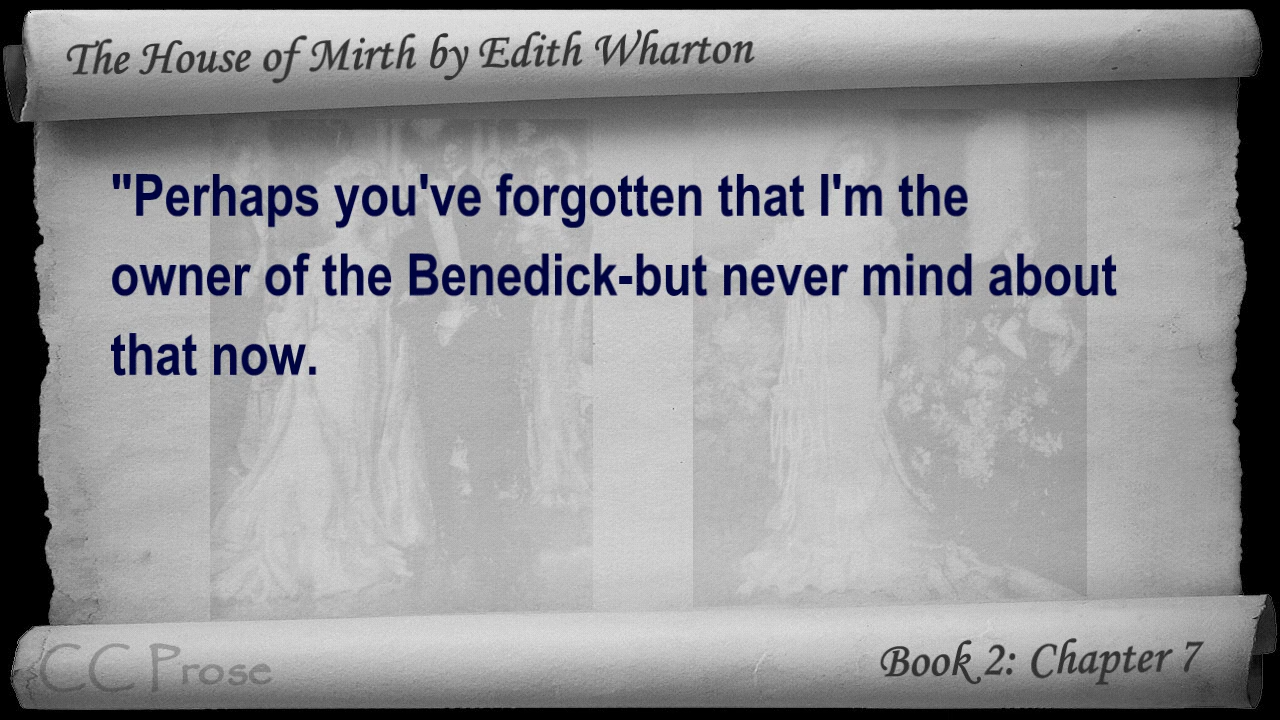 The House of Mirth by Edith Wharton
"Perhaps you've forgotten that I'm the
owner of the Benedick-but never mind about
that now.
CC Prose
Book 2: Chapter 7